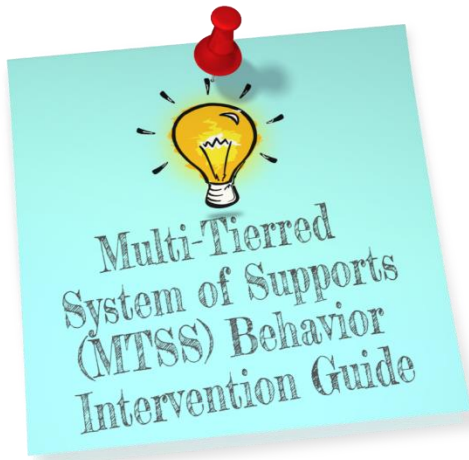 Multi-Tierred
System of Supports
(MTSS) Behavior
Intervention Guide